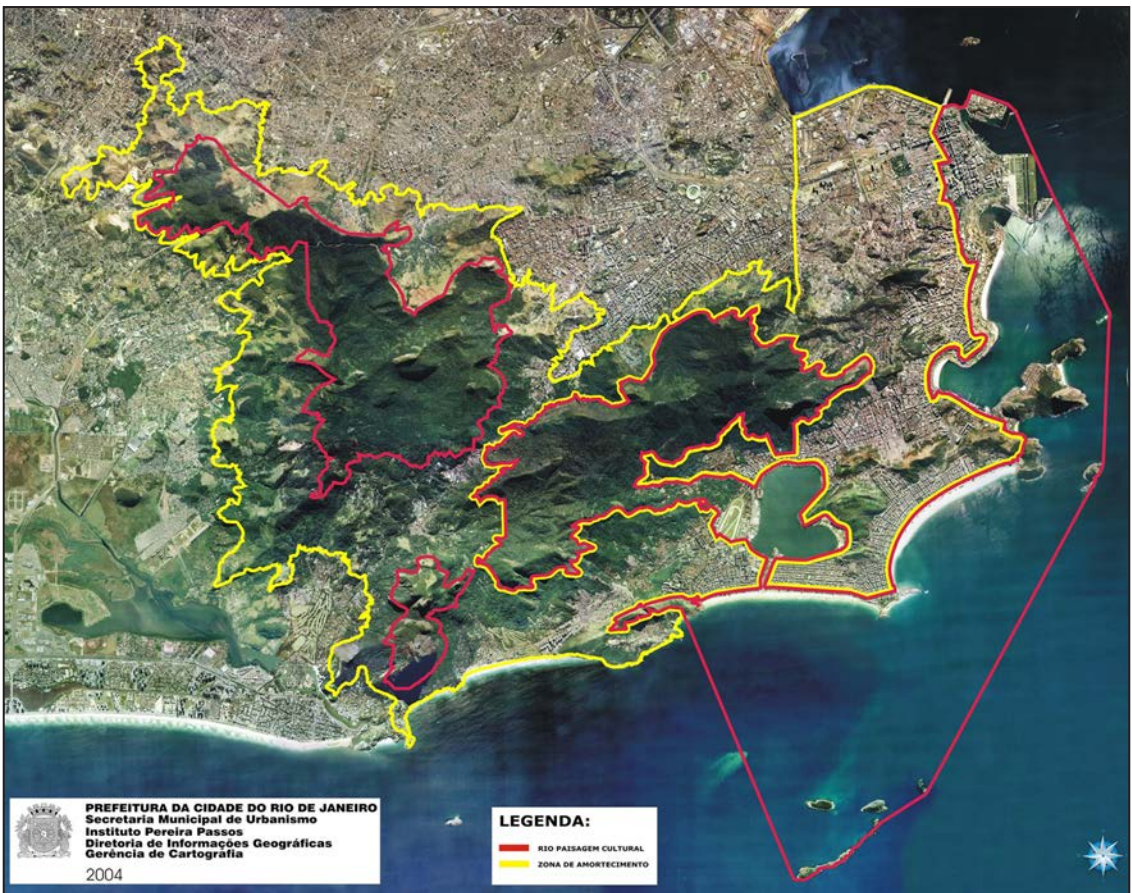 PREFEITURA DA CIDADE DO RIO DE JANEIRO
Secretaria Municipal de Urbanismo
Instituto Pereira Passos
Diretoria de Informações Geográficas
Gerência de Cartografia
2004
LEGENDA:
RIO PAISAGEM CULTURAL
ZONA DE AMORTECIMENTO